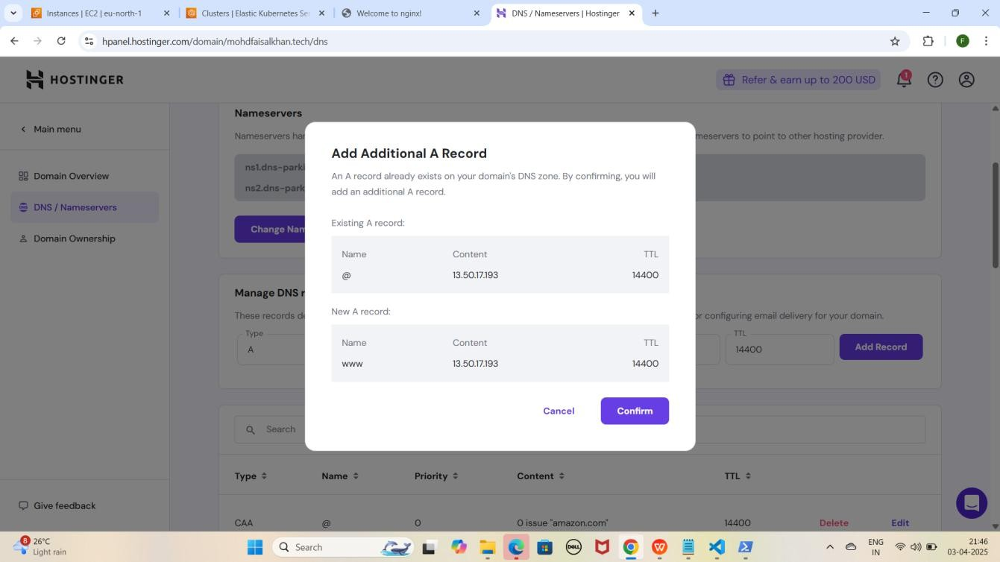 Instances | EC2 | eu-north-1
Clusters | Elastic Kubernetes Ser
Welcome to nginx!
DNS / Nameservers | Hostinger
hpanel.hostinger.com/domain/mohdfaisalkhan.tech/dns
F
HOSTINGER
Refer & earn up to 200 USD
1
Main menu
Domain Overview
DNS
DNS / Nameservers
Domain Ownership
Give feedback
Nameservers
Nameservers har
meservers to point to other hosting provider.
ns1.dns-parki
ns2.dns-park
Change Nam
Manage DNS r
These records de
or configuring email delivery for your domain.
Type
A
TTL
14400
Add Record
Add Additional A Record
An A record already exists on your domain's DNS zone. By confirming, you will
add an additional A record.
Existing A record:
Name Content TTL
@ 13.50.17.193 14400
New A record:
Name Content TTL
www 13.50.17.193 14400
Cancel Confirm
Search
Type Name Priority Content TTL
CAA @ 0 0 issue "amazon.com" 14400 Delete Edit
8
26°C
Light rain
Search
DELL
ENG
IN
21:46
03-04-2025